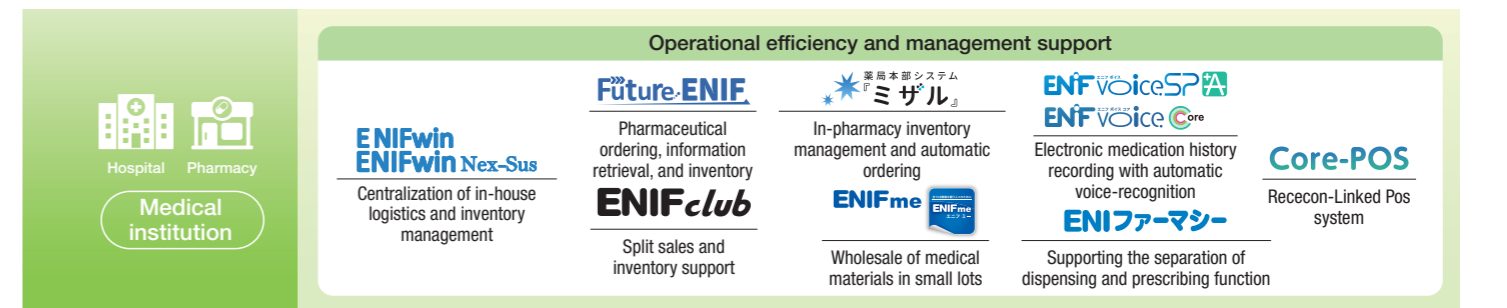 Hospital
Pharmacy
Medical
institution
Operational efficiency and management support
ENIFwin
ENIFwin Nex-Sus
Centralization of in-house
logistics and inventory
management
Future ENIF
Pharmaceutical
ordering, information
retrieval, and inventory
ENIFclub
Split sales and
inventory support
薬局本部システム
『ミザル』
In-pharmacy inventory
management and automatic
ordering
ENIFme
ENIFme
エニフ ミー
Wholesale of medical
materials in small lots
ENIFvoiceSP+A
ENIFvoice Core
Electronic medication history
recording with automatic
voice-recognition
ENIファーマシー
Supporting the separation of
dispensing and prescribing function
Core-POS
Rececon-Linked Pos
system